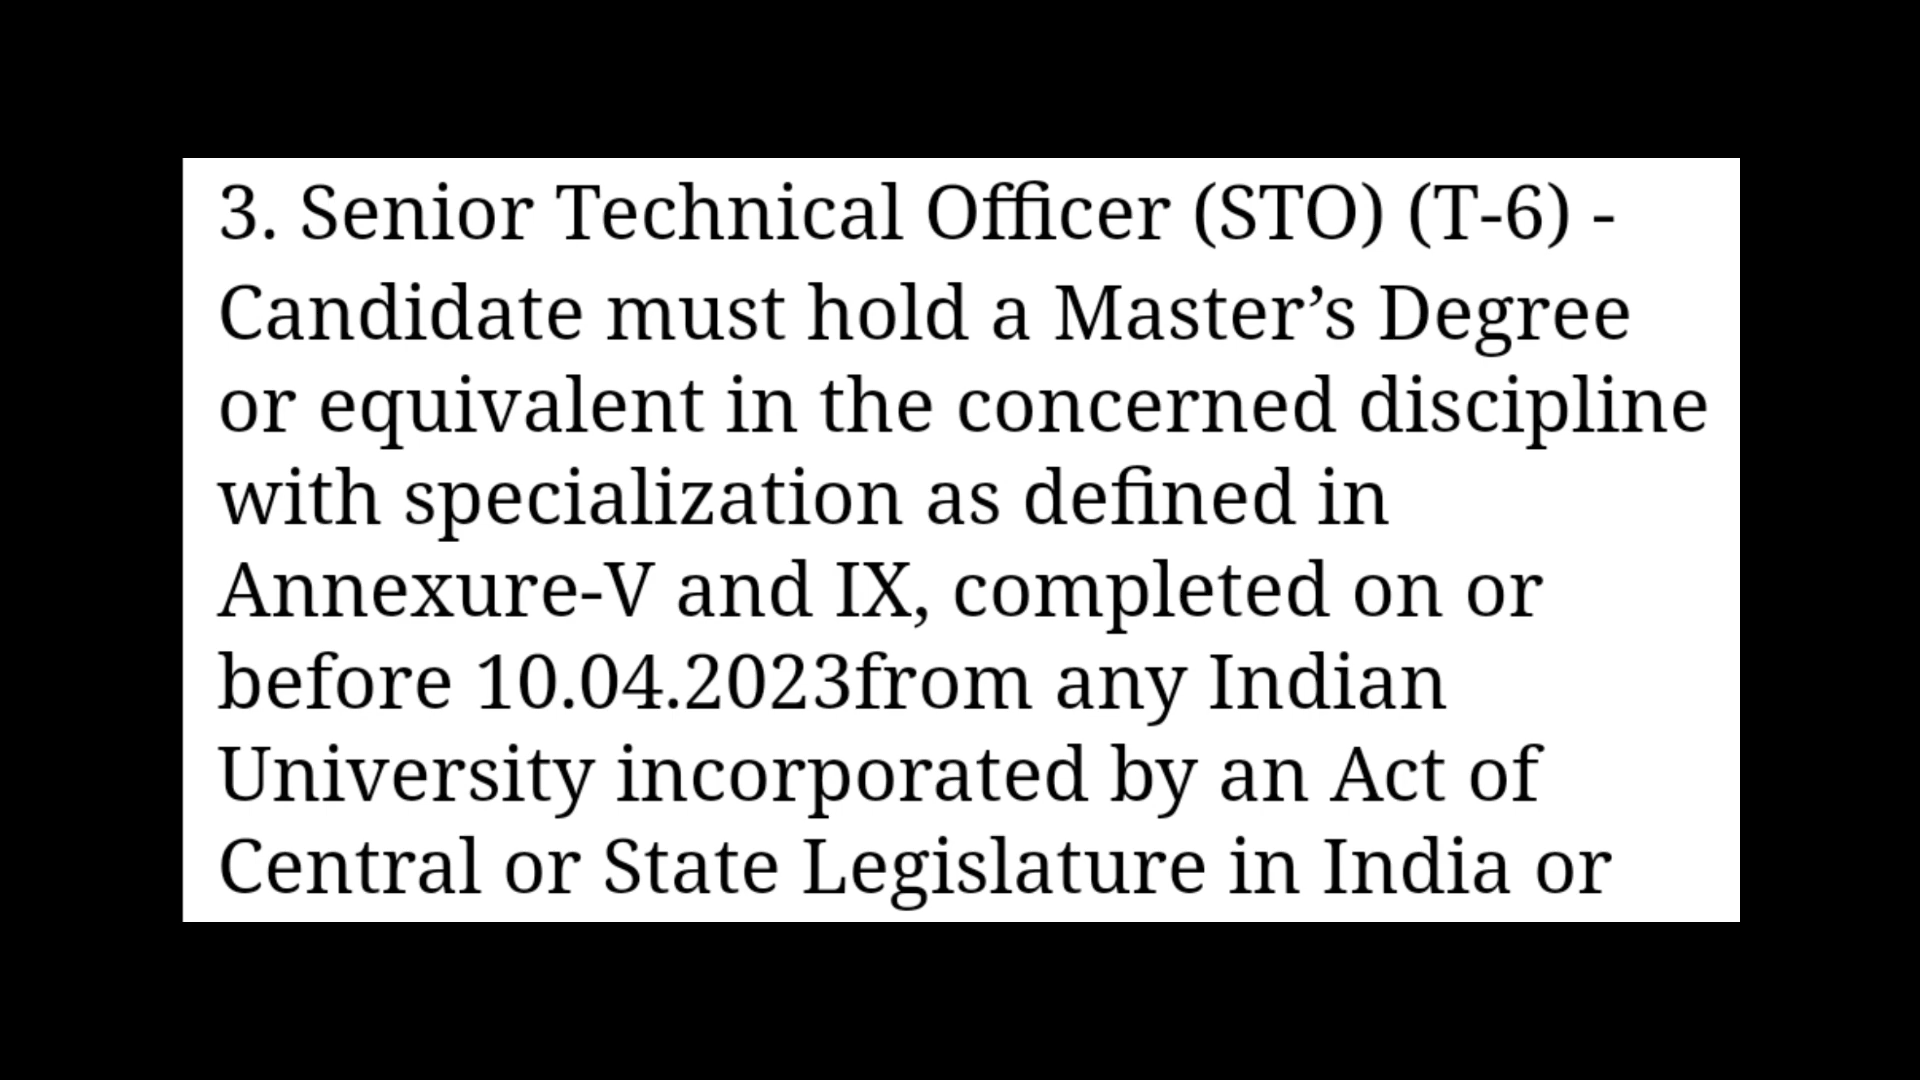 3. Senior Technical Officer (STO) (T-6) -
Candidate must hold a Master’s Degree
or equivalent in the concerned discipline
with specialization as defined in
Annexure-V and IX, completed on or
before 10.04.2023from any Indian
University incorporated by an Act of
Central or State Legislature in India or